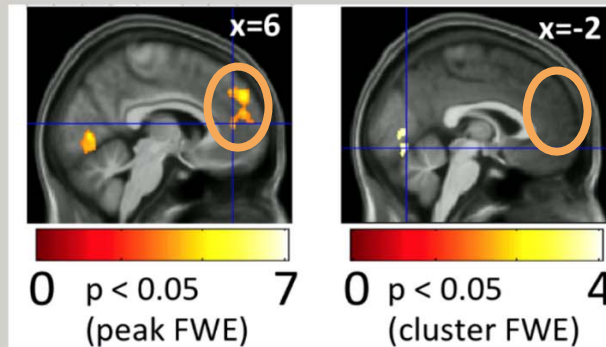 x=6
x=-2
0 p < 0.05 7
(peak FWE)
0 p < 0.05 4
(cluster FWE)